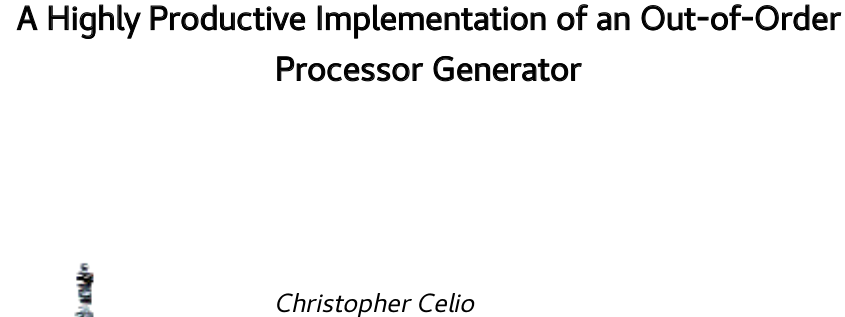 A Highly Productive Implementation of an Out-of-Order
Processor Generator
Christopher Celio